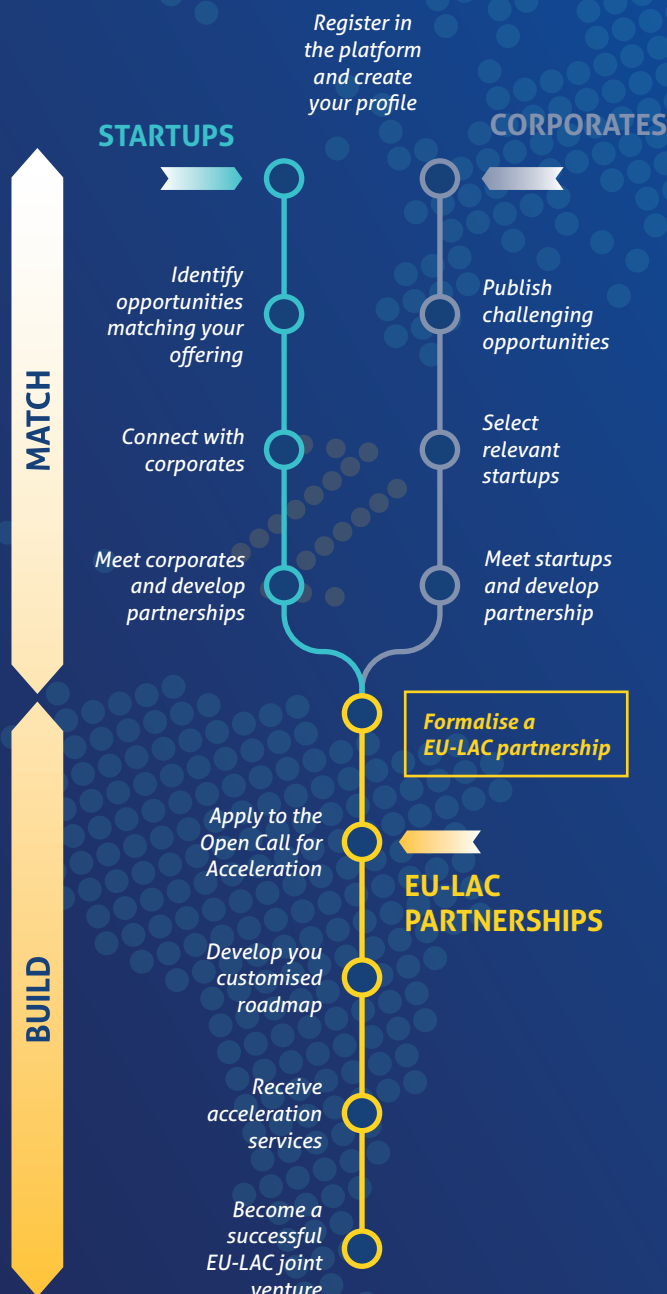 Register in
the platform
and create
your profile
STARTUPS
CORPORATES
MATCH
Identify
opportunities
matching your
offering
Publish
challenging
opportunities
Connect with
corporates
Select
relevant
startups
Meet corporates
and develop
partnerships
Meet startups
and develop
partnership
Formalise a
EU-LAC partnership
BUILD
Apply to the
Open Call for
Acceleration
EU-LAC
PARTNERSHIPS
Develop you
customised
roadmap
Receive
acceleration
services
Become a
successful
EU-LAC joint
venture